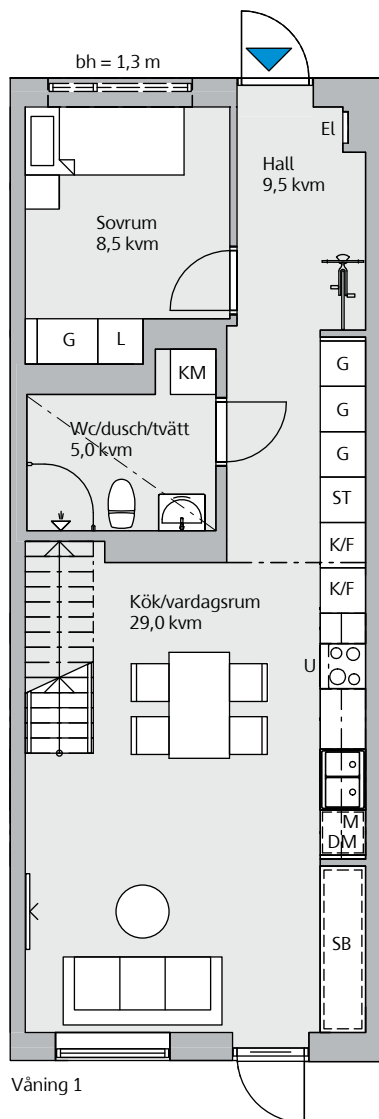 bh = 1,3 m
El
Hall
9,5 kvm
Sovrum
8,5 kvm
G
L
KM
G
G
G
ST
K/F
K/F
Wc/dusch/tvätt
5,0 kvm
Kök/vardagsrum
29,0 kvm
U
M
DM
SB
Våning 1